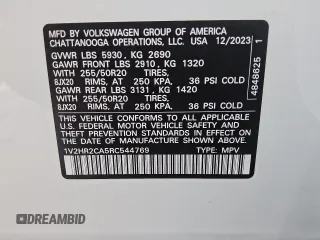 MFD BY VOLKSWAGEN GROUP OF AMERICA
CHATTANOOGA OPERATIONS, LLC. USA 12/2023
GVWR LBS 5930, KG 2690
GAWR FRONT LBS 2910, KG 1320
WITH 255/50R20 TIRES,
8JX20 RIMS, AT 250 KPA, 36 PSI COLD
GAWR REAR LBS 3131, KG 1420
WITH 255/50R20 TIRES,
8JX20 RIMS, AT 250 KPA, 36 PSI COLD
THIS VEHICLE CONFORMS TO ALL APPLICABLE
U.S. FEDERAL MOTOR VEHICLE SAFETY STANDARDS
IN EFFECT ON THE DATE OF MANUFACTURE
SHOWN ABOVE.
1V2HR2CA5RC544769 TYPE: MPV
4848625 1
AUTOBIDMASTER